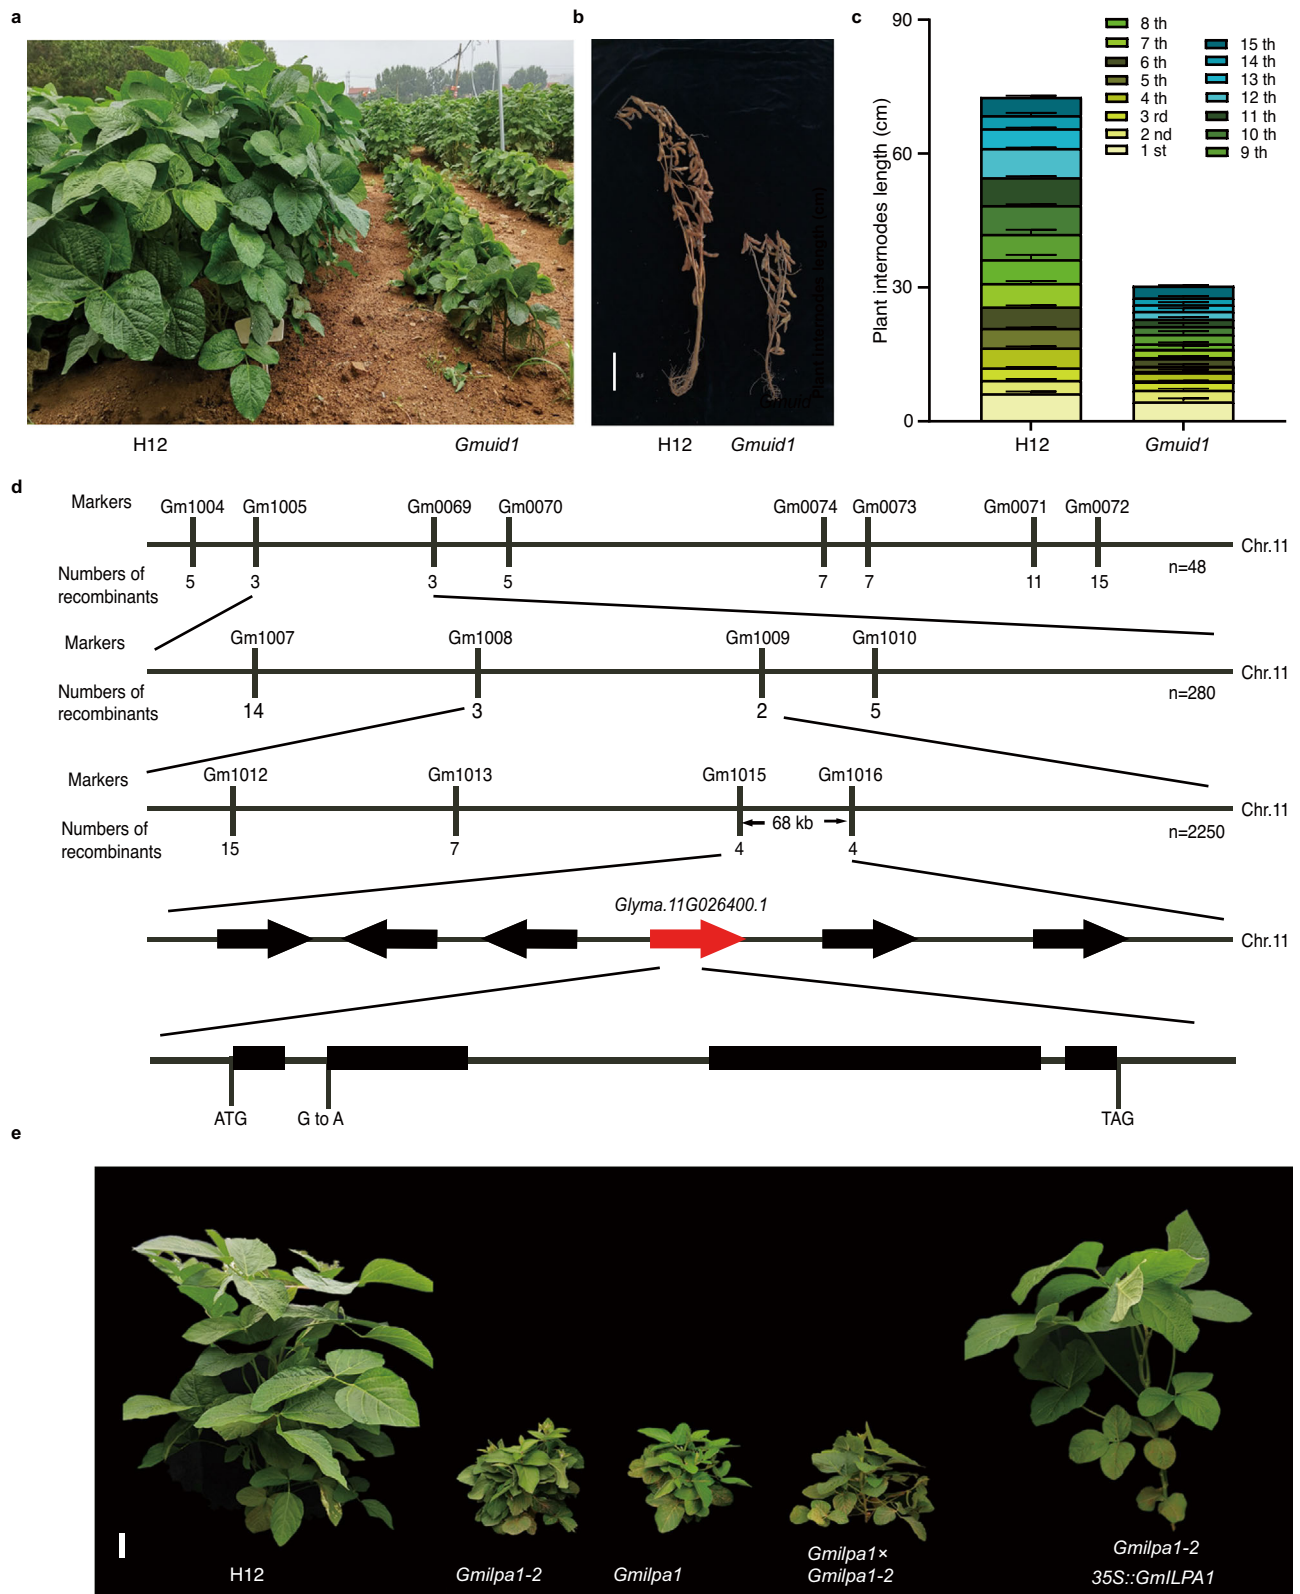 a
b
c
H12
Gmuid1
Plant internodes length (cm)
Gmuid
H12
Gmuid1
Plant internodes length (cm)
90
60
30
0
8 th
7 th
6 th
5 th
4 th
3 rd
2 nd
1 st
15 th
14 th
13 th
12 th
11 th
10 th
9 th
H12
Gmuid1
d
Markers
Gm1004 Gm1005 Gm0069 Gm0070 Gm0074 Gm0073 Gm0071 Gm0072
Chr.11
Numbers of
recombinants
5 3 3 5 7 7 11 15
n=48
Markers
Gm1007 Gm1008 Gm1009 Gm1010
Chr.11
Numbers of
recombinants
14 3 2 5
n=280
Markers
Gm1012 Gm1013 Gm1015 Gm1016
Chr.11
68 kb
Numbers of
recombinants
15 7 4 4
n=2250
Glyma.11G026400.1
Chr.11
ATG G to A TAG
e
H12
Gmilpa1-2
Gmilpa1
Gmilpa1×
Gmilpa1-2
Gmilpa1-2
35S::GmILPA1